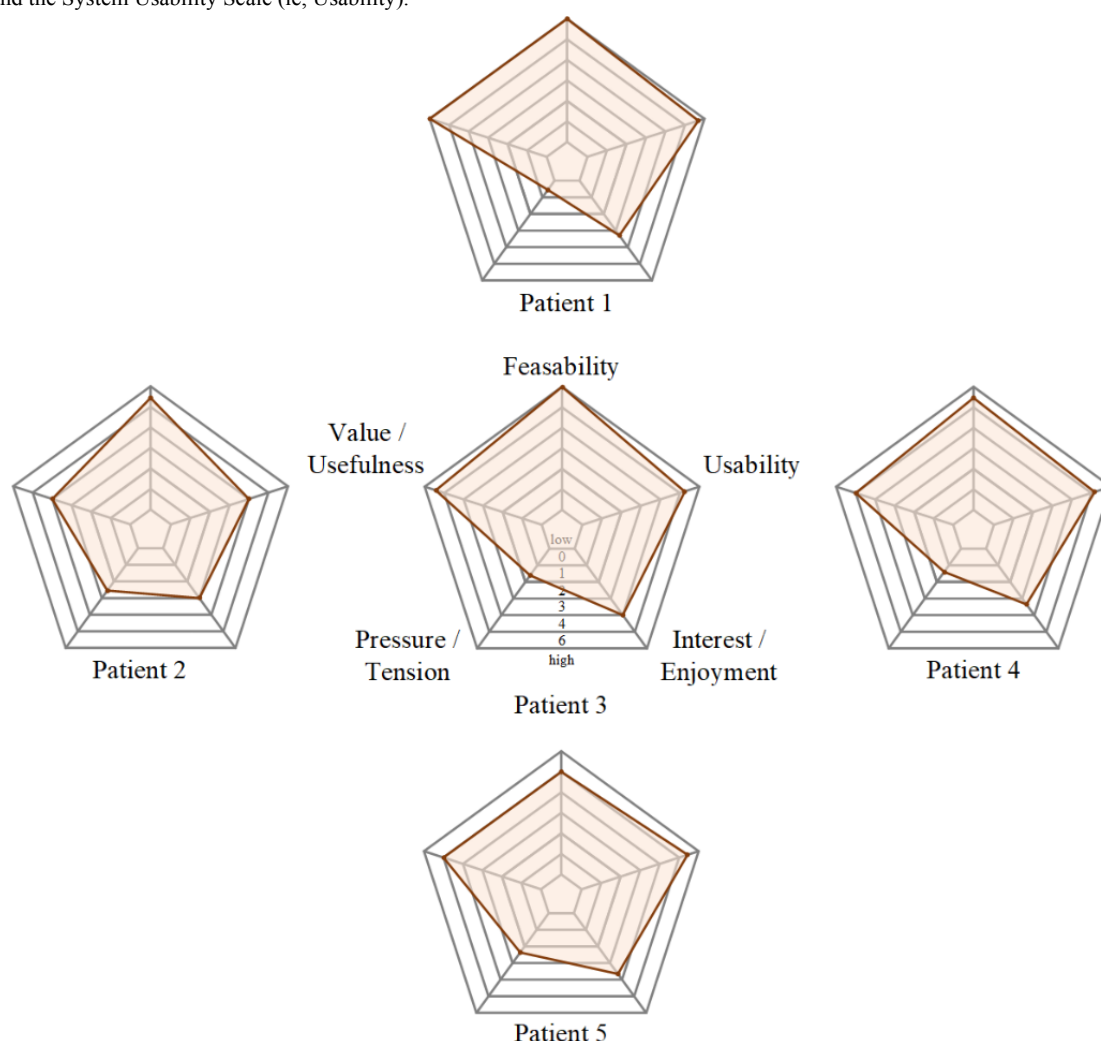 nd the System Usability Scale (ie, Usability).
Patient 1
Feasability
Value /
Usefulness
Usability
low
0
1
2
3
4
6
high
Pressure /
Tension
Interest /
Enjoyment
Patient 2
Patient 3
Patient 4
Patient 5